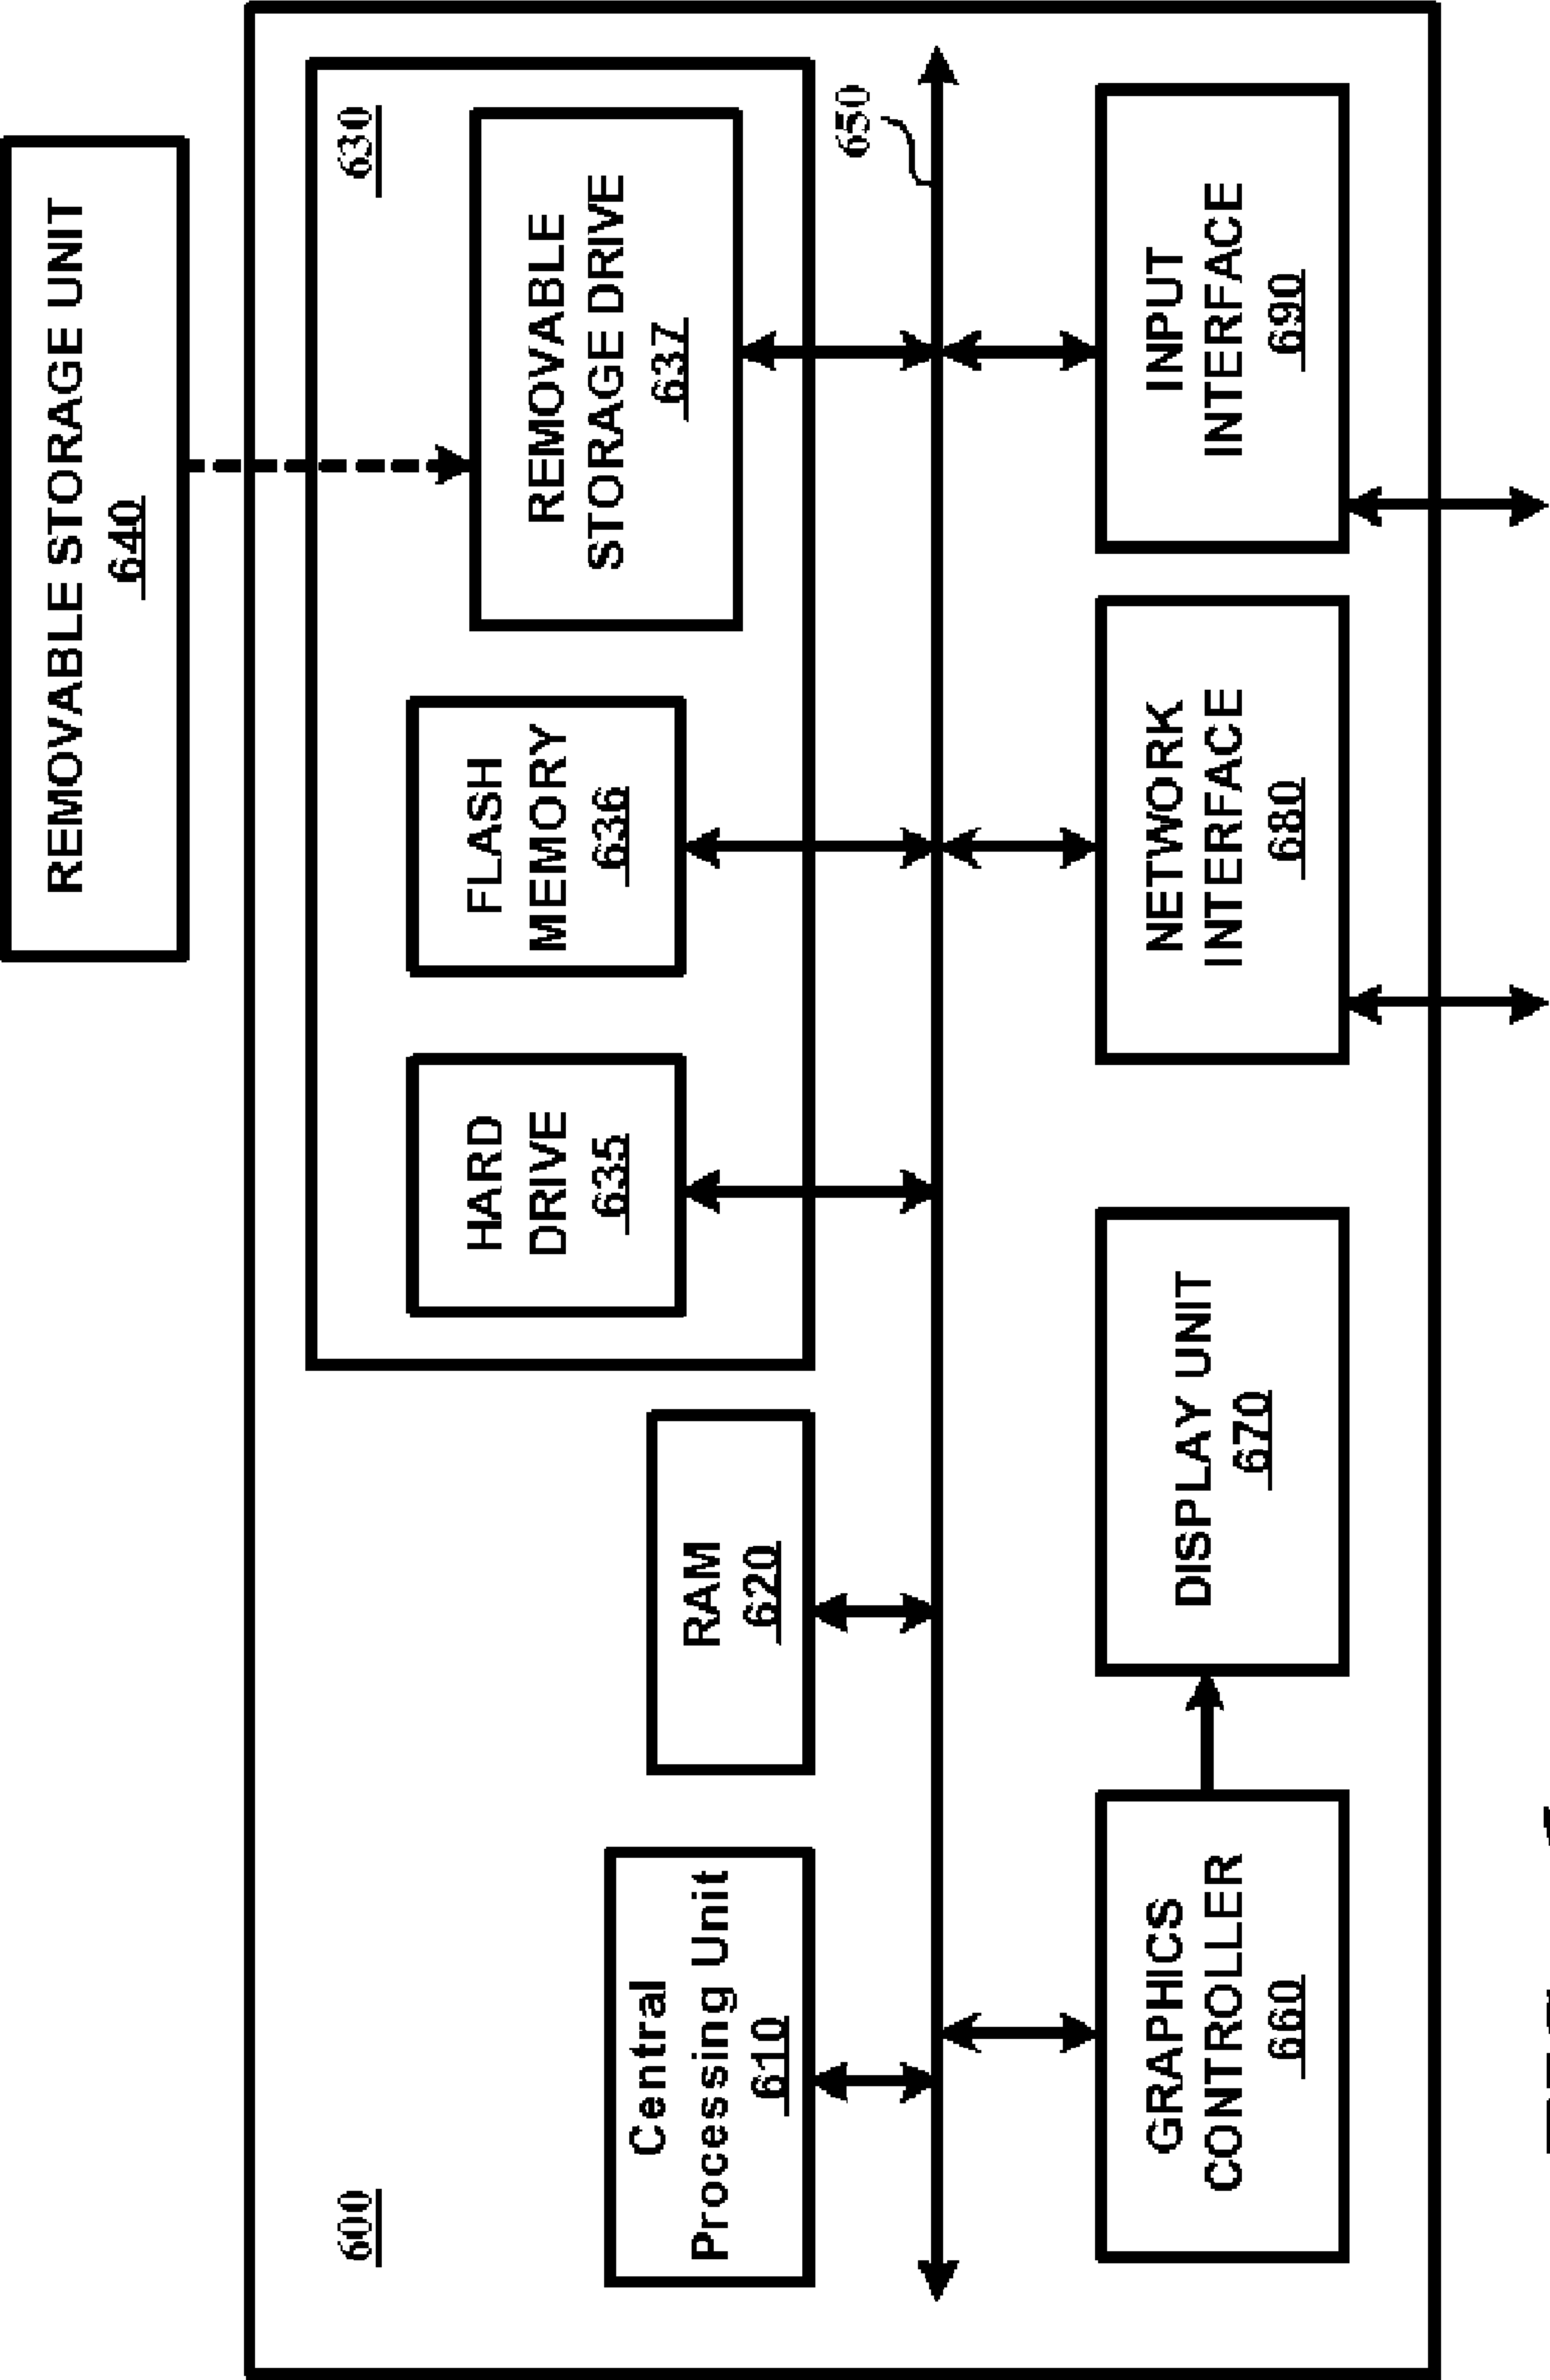 REMOVABLE STORAGE UNIT
640
630
REMOVABLE
STORAGE DRIVE
637
FLASH
MEMORY
636
HARD
DRIVE
635
RAM
620
600
Central
Processing Unit
610
650
GRAPHICS
CONTROLLER
660
DISPLAY UNIT
670
NETWORK
INTERFACE
680
INPUT
INTERFACE
690